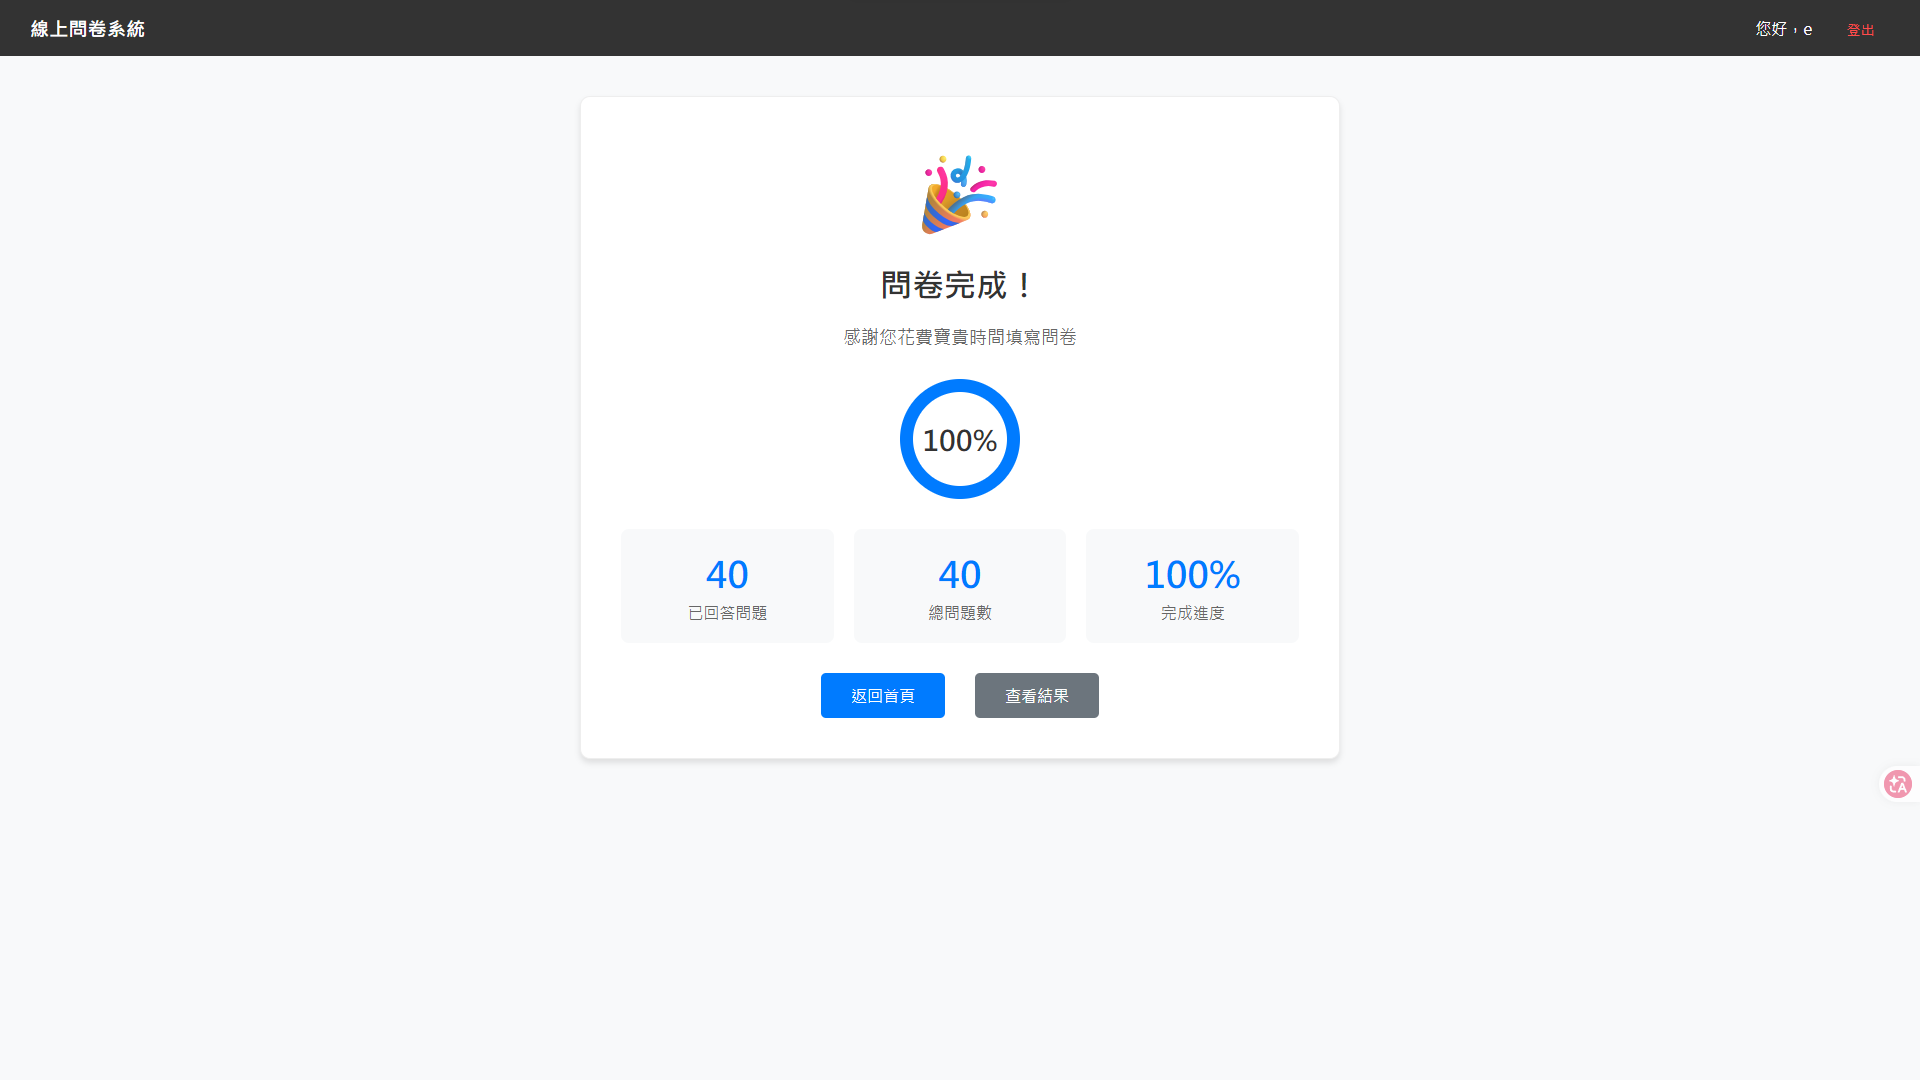 線上問卷系統
您好，e
登出
問卷完成！
感謝您花費寶貴時間填寫問卷
100%
40
已回答問題
40
總問題數
100%
完成進度
返回首頁
查看結果